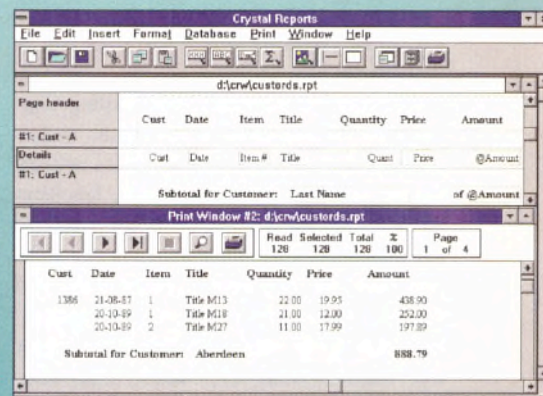 Crystal Reports
File Edit Insert Format Database Print Window Help
d:\crw\custords.rpt
Page header
Cust Date Item Title Quantity Price Amount
#1: Cust - A
Details
Cust Date Item # Title Quant Price @Amount
#1: Cust - A
Subtotal for Customer: Last Name of @Amount
Print Window #2: d:\crw\custords.rpt
Read Selected Total % Page
128 128 128 100 1 of 4
Cust Date Item Title Quantity Price Amount
1386 21-08-87 1 Title M13 22.00 19.95 438.90
20-10-89 1 Title M18 21.00 12.00 252.00
20-10-89 2 Title M27 11.00 17.99 197.89
Subtotal for Customer: Aberdeen 888.79